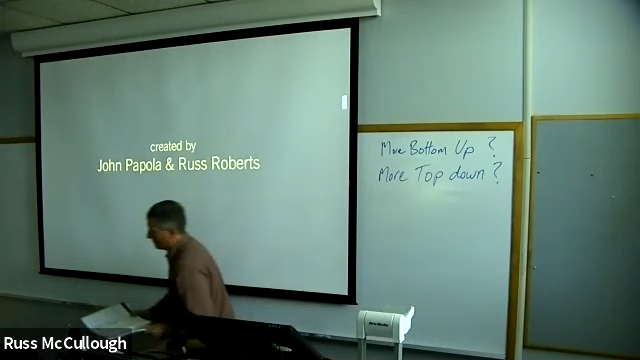 created by
John Papola & Russ Roberts
More Bottom Up ?
More Top down ?
Russ McCullough